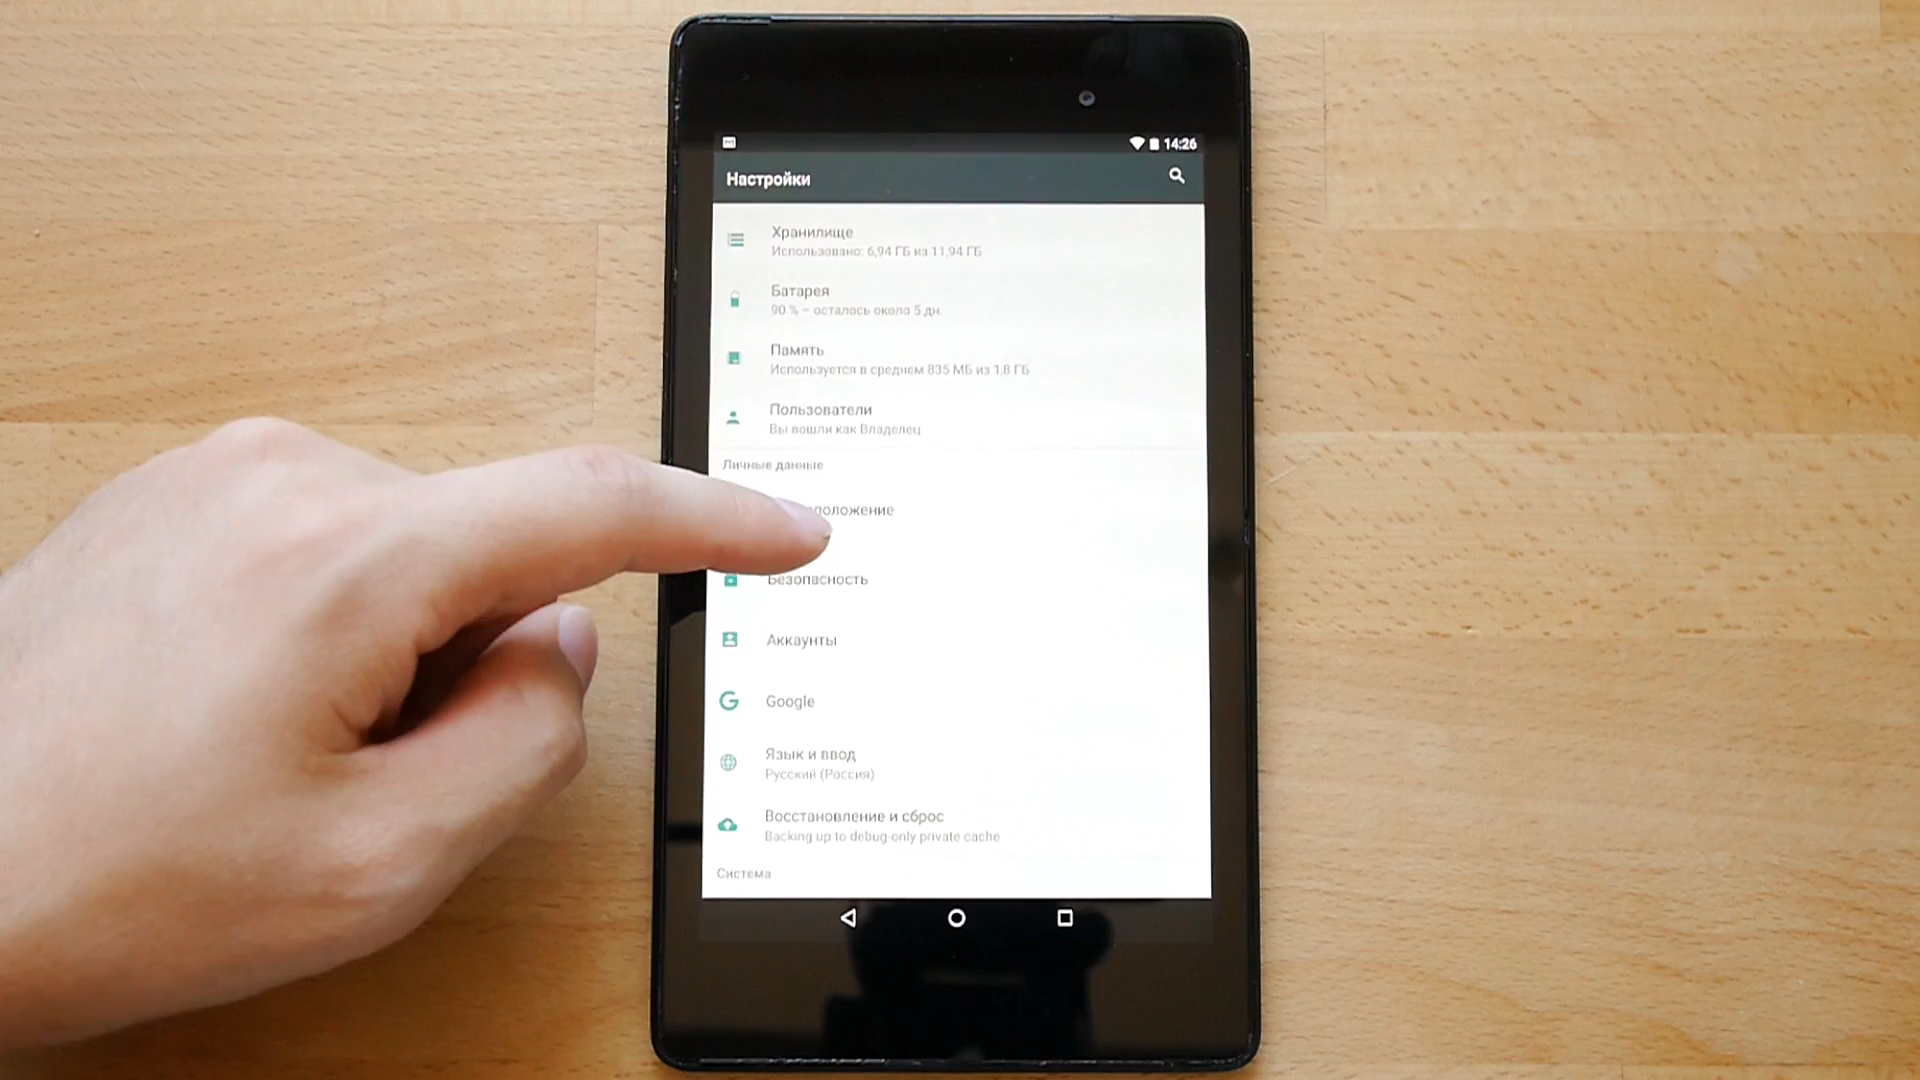 14:26
Настройки
Хранилище
Использовано: 6,94 ГБ из 11,94 ГБ
Батарея
90 % – осталось около 5 дн.
Память
Используется в среднем 835 МБ из 1,8 ГБ
Пользователи
Вы вошли как Владелец
Личные данные
положение
Безопасность
Аккаунты
Google
Язык и ввод
Русский (Россия)
Восстановление и сброс
Backing up to debug-only private cache
Система